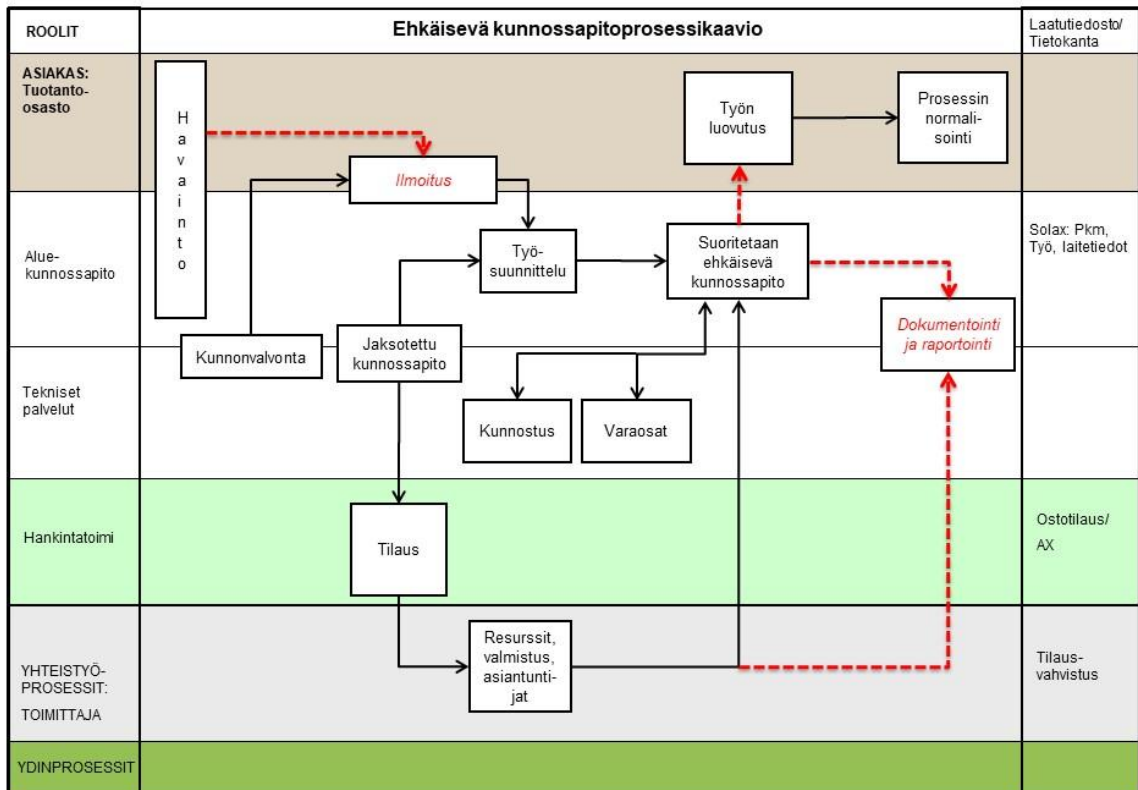 ROOLIT
Ehkäisevä kunnossapitoprosessikaavio
Laatutiedosto/
Tietokanta
ASIAKAS:
Tuotanto-
osasto
H
a
v
a
i
n
t
o
Ilmoitus
Työn
luovutus
Prosessin
normali-
sointi
Alue-
kunnossapito
Työ-
suunnittelu
Suoritetaan
ehkäisevä
kunnossapito
Solax: Pkm,
Työ, laitetiedot
Kunnonvalvonta
Jaksotettu
kunnossapito
Dokumentointi
ja raportointi
Tekniset
palvelut
Kunnostus
Varaosat
Hankintatoimi
Tilaus
Ostotilaus/
AX
YHTEISTYÖ-
PROSESSIT:
TOIMITTAJA
Resurssit,
valmistus,
asiantunti-
jat
Tilaus-
vahvistus
YDINPROSESSIT